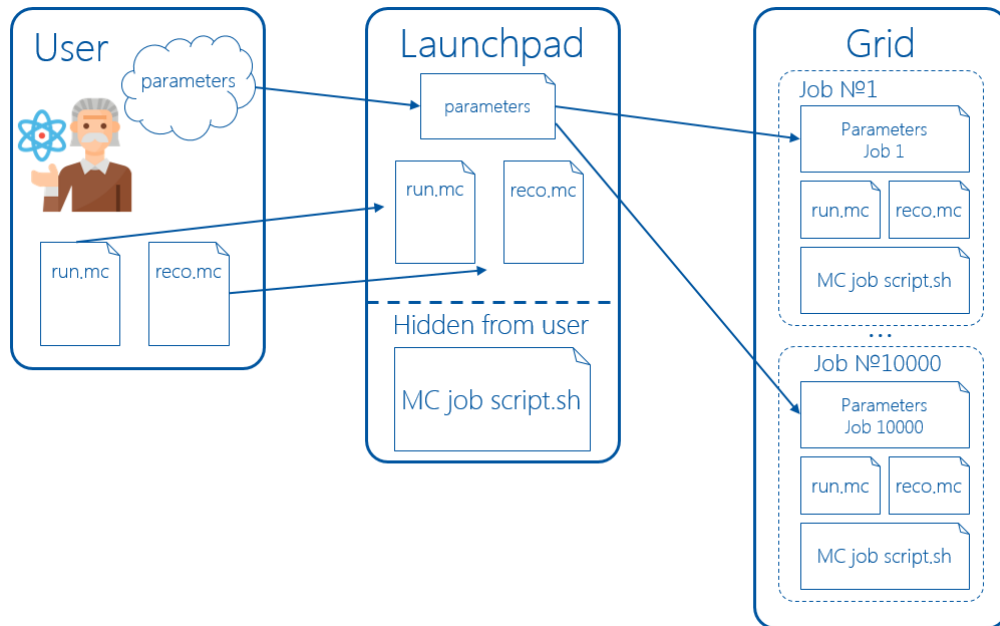 User
parameters
run.mc
reco.mc
Launchpad
parameters
run.mc
reco.mc
Hidden from user
MC job script.sh
Grid
Job №1
Parameters
Job 1
run.mc
reco.mc
MC job script.sh
...
Job №10000
Parameters
Job 10000
run.mc
reco.mc
MC job script.sh